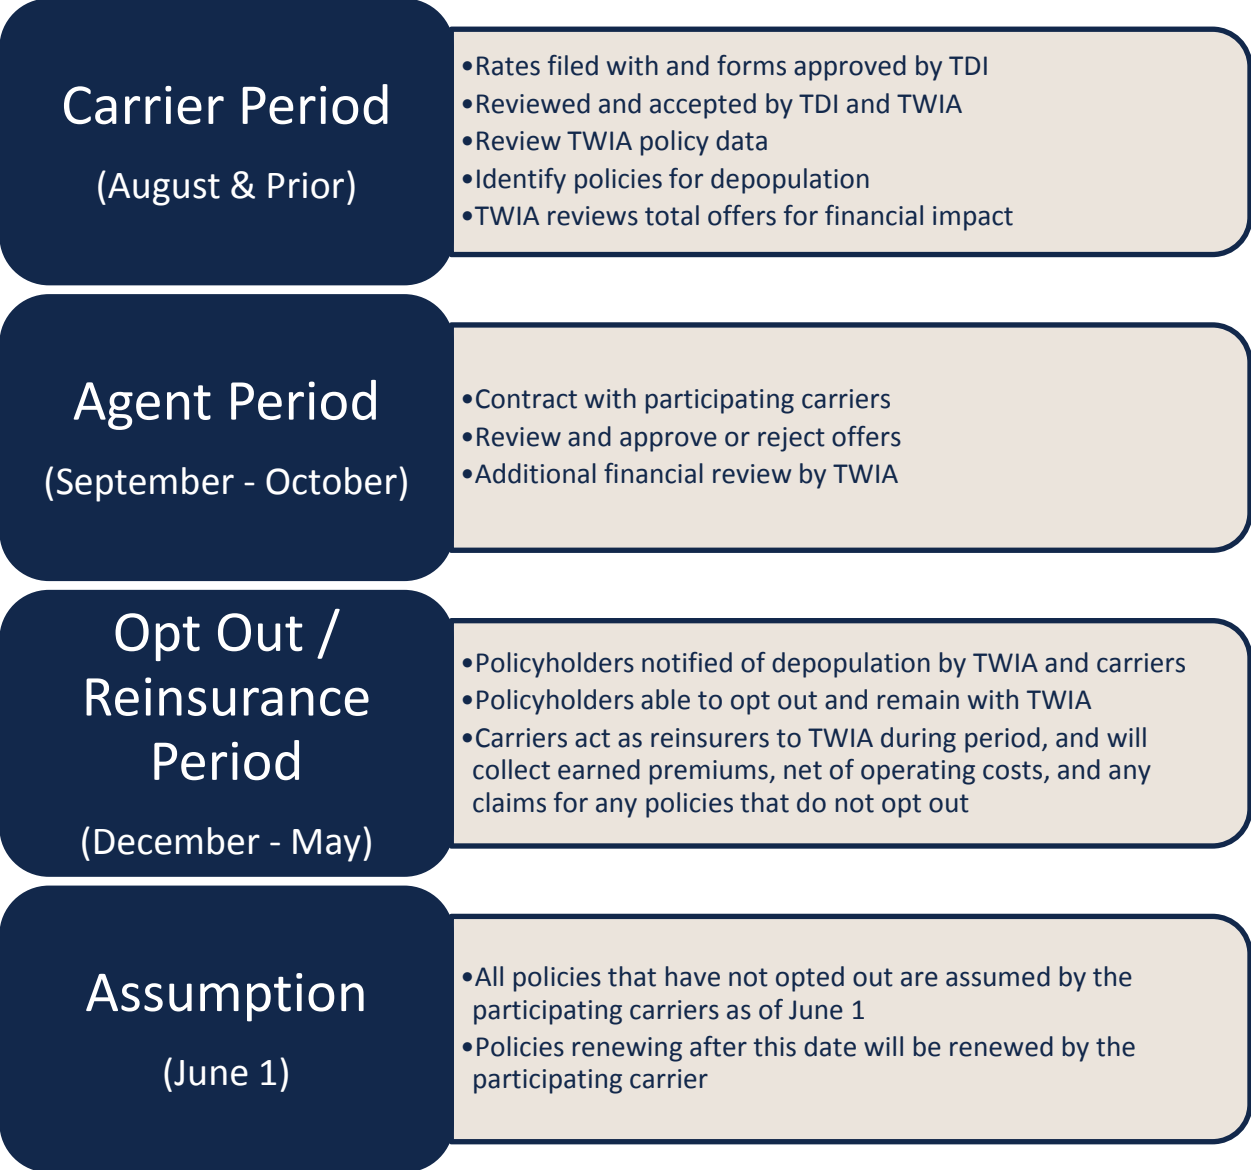 Carrier Period
(August & Prior)
•Rates filed with and forms approved by TDI
•Reviewed and accepted by TDI and TWIA
•Review TWIA policy data
•Identify policies for depopulation
•TWIA reviews total offers for financial impact
Agent Period
(September - October)
•Contract with participating carriers
•Review and approve or reject offers
•Additional financial review by TWIA
Opt Out /
Reinsurance
Period
(December - May)
•Policyholders notified of depopulation by TWIA and carriers
•Policyholders able to opt out and remain with TWIA
•Carriers act as reinsurers to TWIA during period, and will
collect earned premiums, net of operating costs, and any
claims for any policies that do not opt out
Assumption
(June 1)
•All policies that have not opted out are assumed by the
participating carriers as of June 1
•Policies renewing after this date will be renewed by the
participating carrier